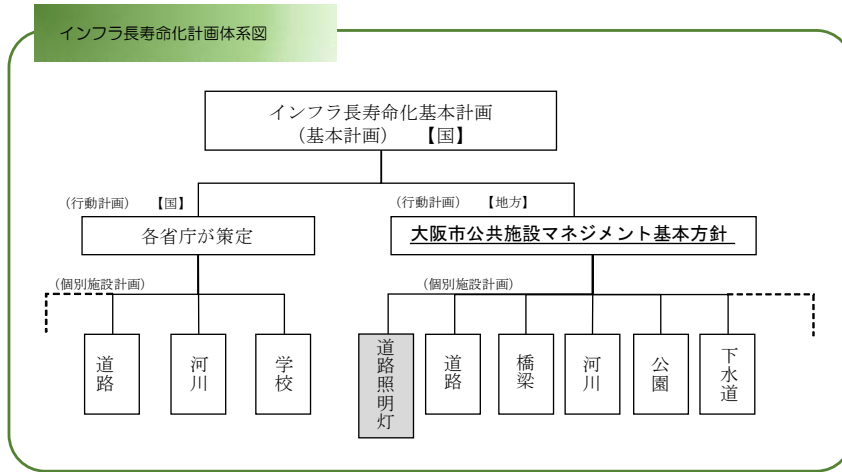 インフラ長寿命化計画体系図
インフラ長寿命化基本計画
(基本計画) 【国】
(行動計画) 【国】
各省庁が策定
(行動計画) 【地方】
大阪市公共施設マネジメント基本方針
(個別施設計画)
道路
河川
学校
(個別施設計画)
道路照明灯
道路
橋梁
河川
公園
下水道